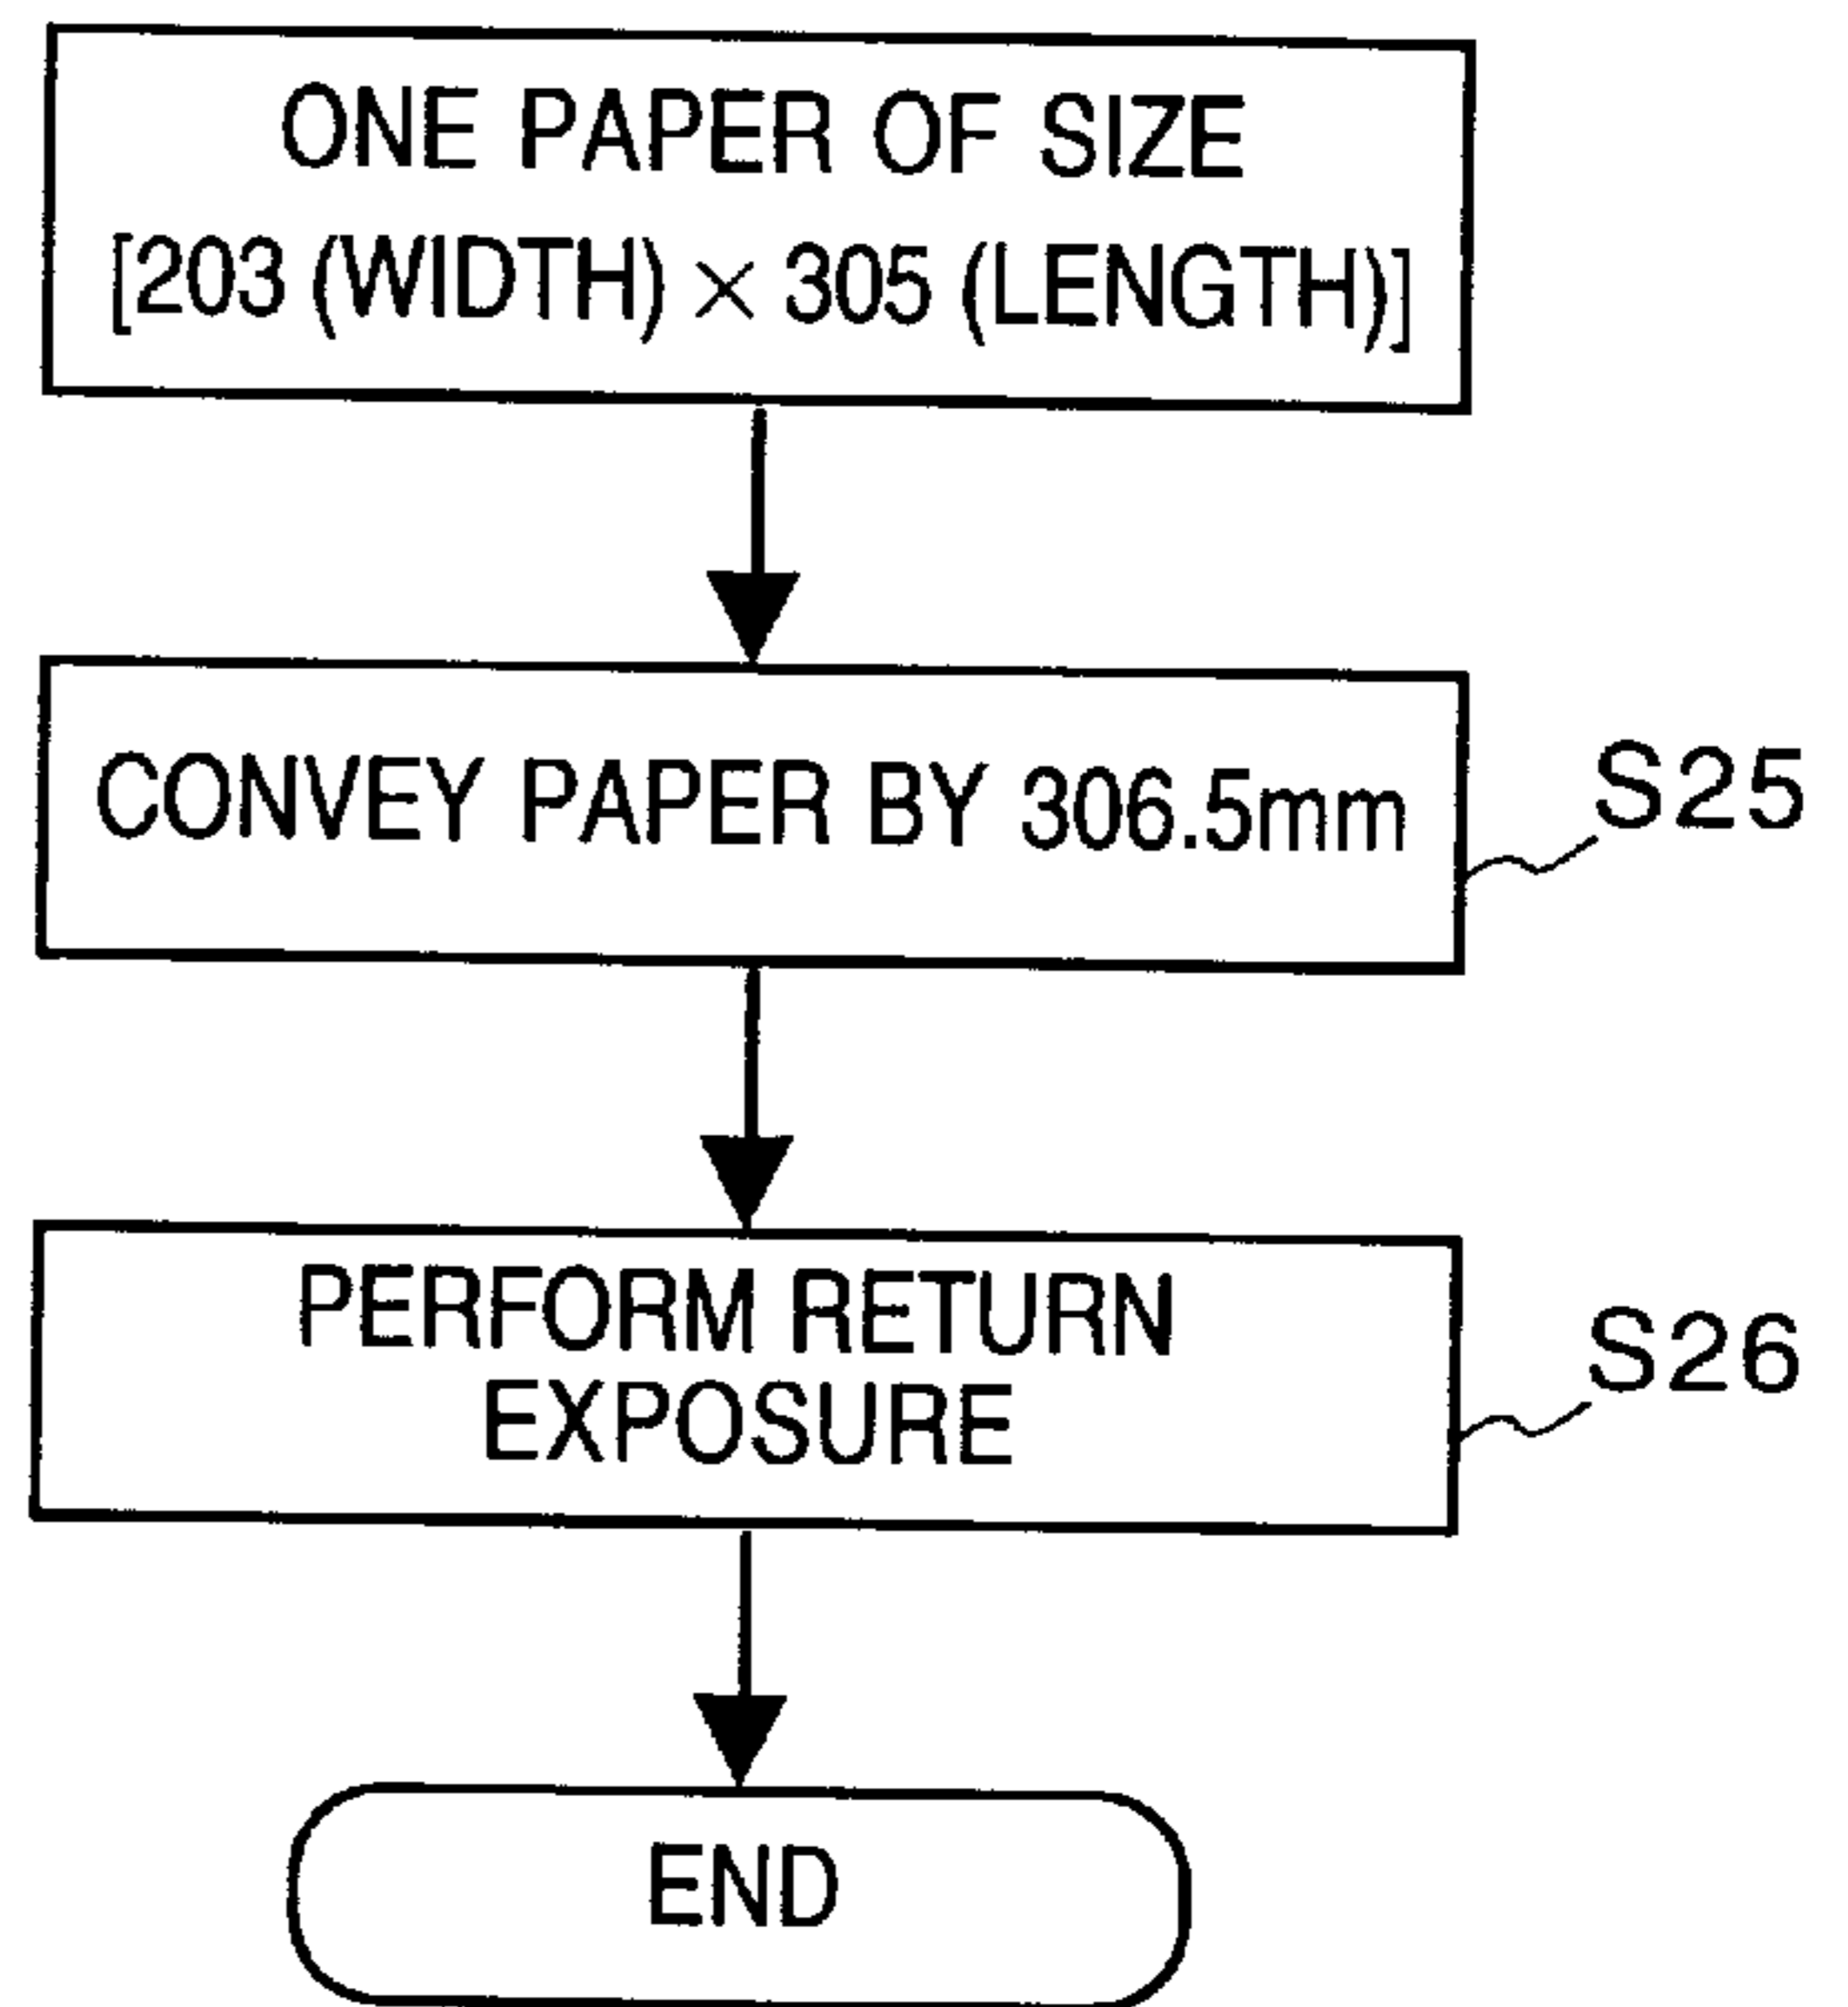 ONE PAPER OF SIZE
[203 (WIDTH) × 305 (LENGTH)]
CONVEY PAPER BY 306.5mm
S25
PERFORM RETURN
EXPOSURE
S26
END